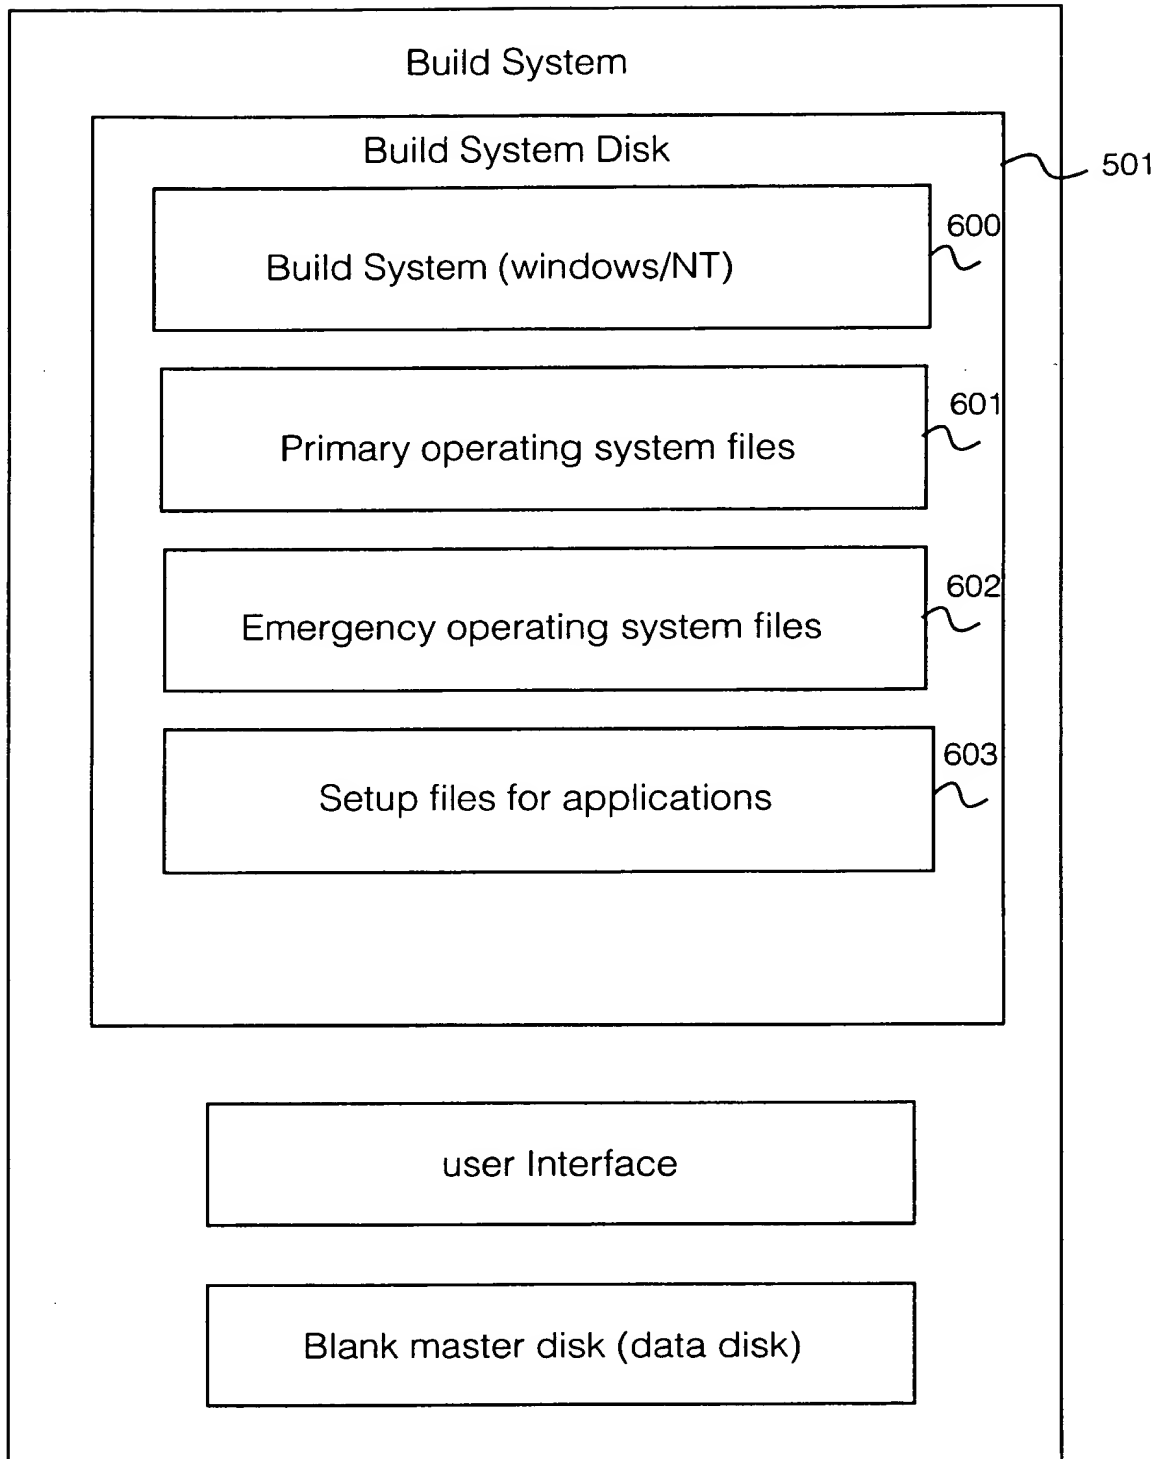 Build System
Build System Disk
501
600
Build System (windows/NT)
601
Primary operating system files
602
Emergency operating system files
603
Setup files for applications
user Interface
Blank master disk (data disk)